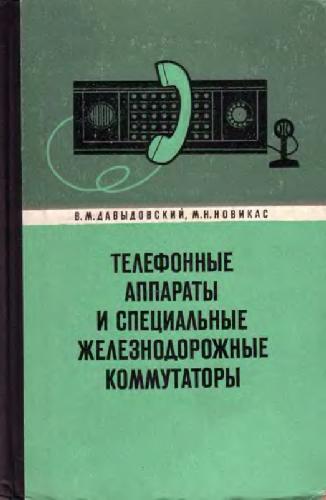 В.М.ДАВЫДОВСКИЙ, М.Н.НОВИКАС
ТЕЛЕФОННЫЕ
АППАРАТЫ
И СПЕЦИАЛЬНЫЕ
ЖЕЛЕЗНОДОРОЖНЫЕ
КОММУТАТОРЫ